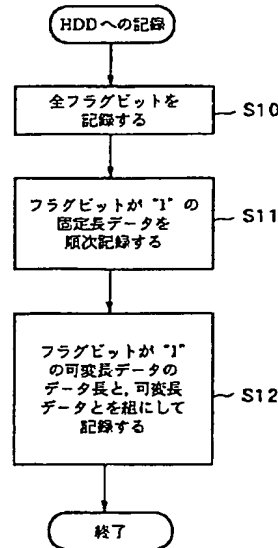 HDDへの記録
全フラグビットを
記録する
S10
フラグビットが "1" の
固定長データを
順次記録する
S11
フラグビットが "1"
の可変長データの
データ長と,可変長
データとを組にして
記録する
S12
終了